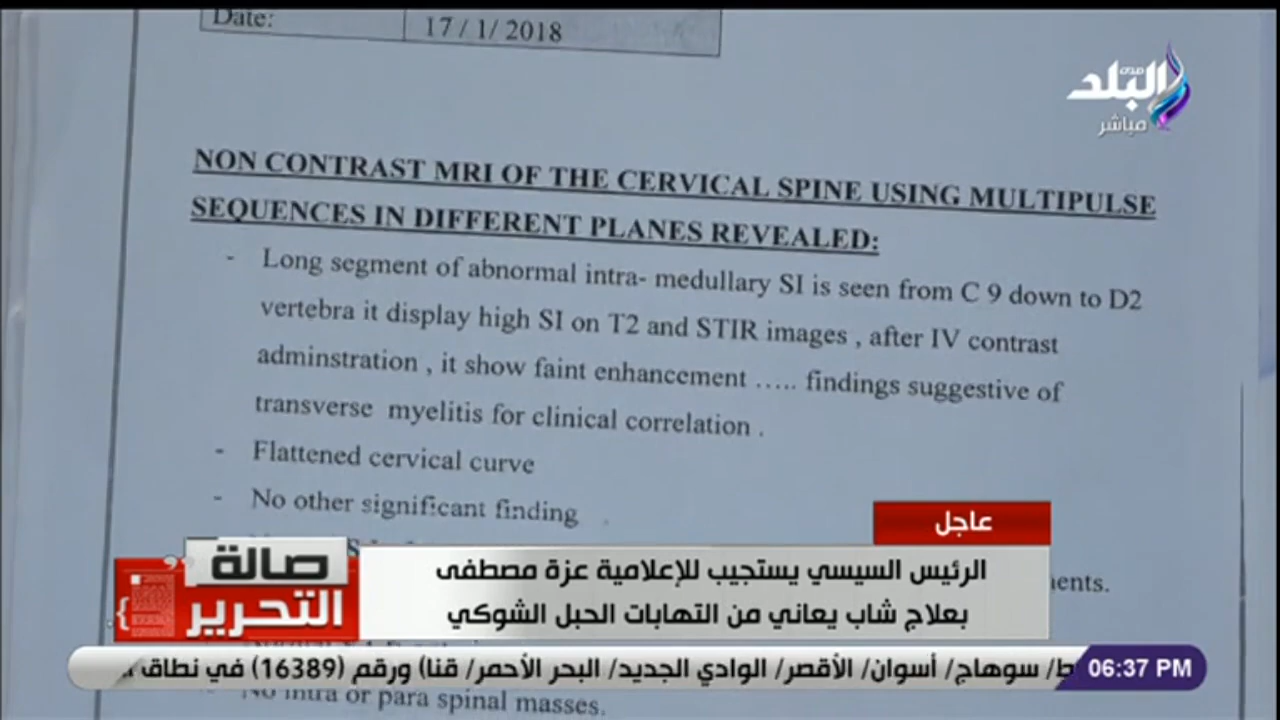 Date:
17/1/2018
صدى
البلد
مباشر
NON CONTRAST MRI OF THE CERVICAL SPINE USING MULTIPULSE
SEQUENCES IN DIFFERENT PLANES REVEALED:
- Long segment of abnormal intra- medullary SI is seen from C 9 down to D2
vertebra it display high SI on T2 and STIR images , after IV contrast
adminstration , it show faint enhancement ..... findings suggestive of
transverse myelitis for clinical correlation .
- Flattened cervical curve
- No other significant finding
عاجل
صالة
التحرير
الرئيس السيسي يستجيب للإعلامية عزة مصطفى
بعلاج شاب يعاني من التهابات الحبل الشوكي
/ سوهاج/ أسوان/ الأقصر/ الوادي الجديد/ البحر الأحمر/ قنا) ورقم (16389) في نطاق
06:37 PM
No intra or para spinal masses.